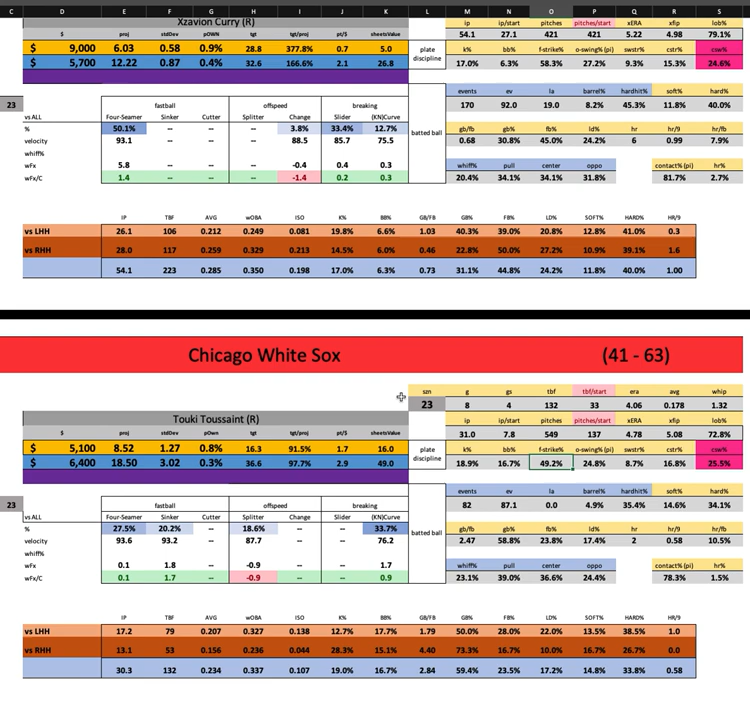 C D E F G H I J K L M N O P Q R S
Xzavion Curry (R) ip ip/start pitches pitches/start xERA xfip lob%
$ proj stdDev pOWN tgt tgt/proj pt/$ sheetsValue 54.1 27.1 421 421 5.22 4.98 79.1%
$ 9,000 6.03 0.58 0.9% 28.8 377.8% 0.7 5.0 plate discipline k% bb% f-strike% o-swing% (pi) swstr% cstr% csw%
$ 5,700 12.22 0.87 0.4% 32.6 166.6% 2.1 26.8 17.0% 6.3% 58.3% 27.2% 9.3% 15.3% 24.6%
events ev la barrel% hardhit% soft% hard%
23 fastball offspeed breaking 170 92.0 19.0 8.2% 45.3% 11.8% 40.0%
vs ALL Four-Seamer Sinker Cutter Splitter Change Slider (KN)Curve
% 50.1% -- -- -- 3.8% 33.4% 12.7% batted ball gb/fb gb% fb% ld% hr hr/9 hr/fb
velocity 93.1 88.5 85.7 75.5 0.68 30.8% 45.0% 24.2% 6 0.99 7.9%
whiff%
wFx 5.8 -0.4 0.4 0.3 whiff% pull center oppo contact% (pi) hr%
wFx/C 1.4 -- -- -- -1.4 0.2 0.3 20.4% 34.1% 34.1% 31.8% 81.7% 2.7%
IP TBF AVG wOBA ISO K% BB% GB/FB GB% FB% LD% SOFT% HARD% HR/9
vs LHH 26.1 106 0.212 0.249 0.081 19.8% 6.6% 1.03 40.3% 39.0% 20.8% 12.8% 41.0% 0.3
vs RHH 28.0 117 0.259 0.329 0.213 14.5% 6.0% 0.46 22.8% 50.0% 27.2% 10.9% 39.1% 1.6
54.1 223 0.285 0.350 0.198 17.0% 6.3% 0.73 31.1% 44.8% 24.2% 11.8% 40.0% 1.00
Chicago White Sox (41 - 63)
szn g gs tbf tbf/start era avg whip
23 8 4 132 33 4.06 0.178 1.32
Touki Toussaint (R) ip ip/start pitches pitches/start xERA xfip lob%
$ proj stdDev pOwn tgt tgt/proj pt/$ sheetsValue 31.0 7.8 549 137 4.78 5.08 72.8%
$ 5,100 8.52 1.27 0.8% 16.3 91.5% 1.7 16.0 plate discipline k% bb% f-strike% o-swing% (pi) swstr% cstr% csw%
$ 6,400 18.50 3.02 0.3% 36.6 97.7% 2.9 49.0 18.9% 16.7% 49.2% 24.8% 8.7% 16.8% 25.5%
events ev la barrel% hardhit% soft% hard%
23 fastball offspeed breaking 82 87.1 0.0 4.9% 35.4% 14.6% 34.1%
vs ALL Four-Seamer Sinker Cutter Splitter Change Slider (KN)Curve
% 27.5% 20.2% -- 18.6% -- -- 33.7% batted ball gb/fb gb% fb% ld% hr hr/9 hr/fb
velocity 93.6 93.2 87.7 76.2 2.47 58.8% 23.8% 17.4% 2 0.58 10.5%
whiff%
wFx 0.1 1.8 -0.9 1.7 whiff% pull center oppo contact% (pi) hr%
wFx/C 0.1 1.7 -- -0.9 -- -- 0.9 23.1% 39.0% 36.6% 24.4% 78.3% 1.5%
IP TBF AVG wOBA ISO K% BB% GB/FB GB% FB% LD% SOFT% HARD% HR/9
vs LHH 17.2 79 0.207 0.327 0.138 12.7% 17.7% 1.79 50.0% 28.0% 22.0% 13.5% 38.5% 1.0
vs RHH 13.1 53 0.156 0.236 0.044 28.3% 15.1% 4.40 73.3% 16.7% 10.0% 16.7% 26.7% 0.0
30.3 132 0.234 0.337 0.107 19.0% 16.7% 2.84 59.4% 23.5% 17.2% 14.8% 33.8% 0.58